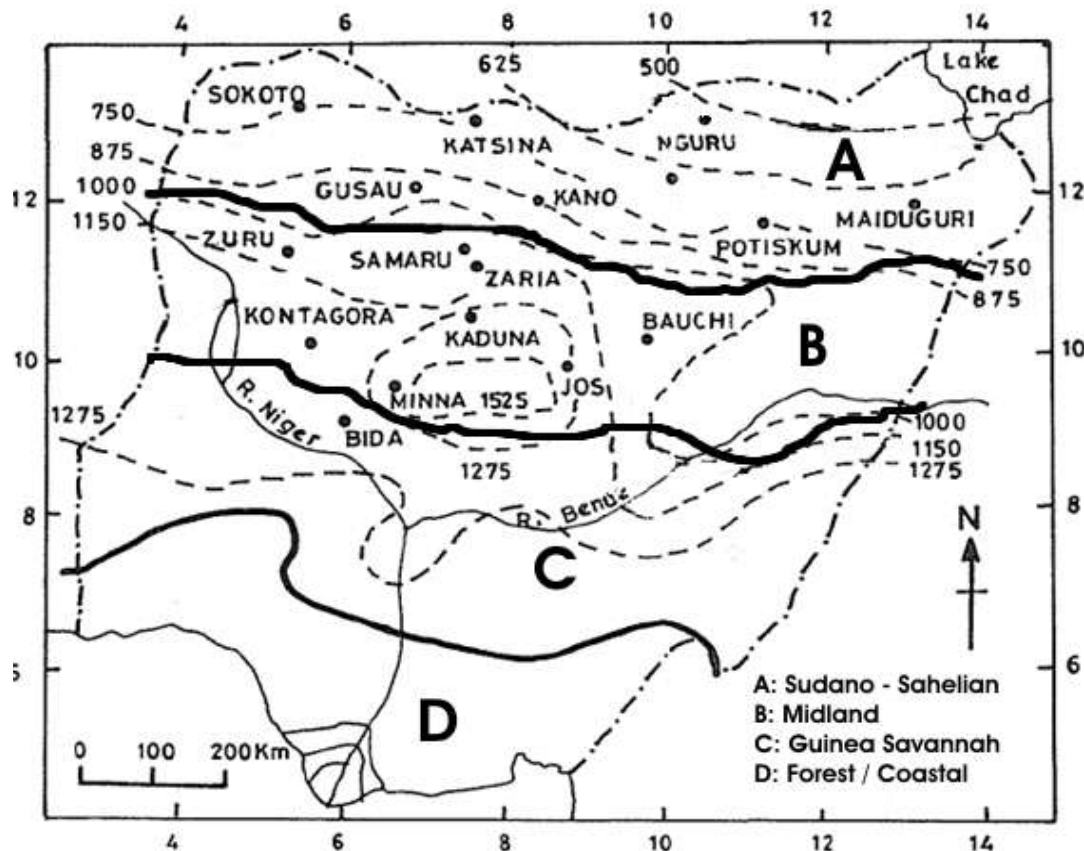 4 6 8 10 12 14
625 500
Lake
Chad
SOKOTO
750
KATSINA
NGURU
A
875
1000
GUSAU
KANO
12
12
MAIDUGURI
1150
ZURU
SAMARU
POTISKUM
ZARIA
750
875
KONTAGORA
BAUCHI
KADUNA
B
10
10
JOS
MINNA 1525
R. Niger
1275
BIDA
1000
1150
1275
1275
8
R. Benue
8
N
C
6
A: Sudano - Sahelian
D
B: Midland
C: Guinea Savannah
0 100 200 Km
D: Forest / Coastal
4 6 8 10 12 14